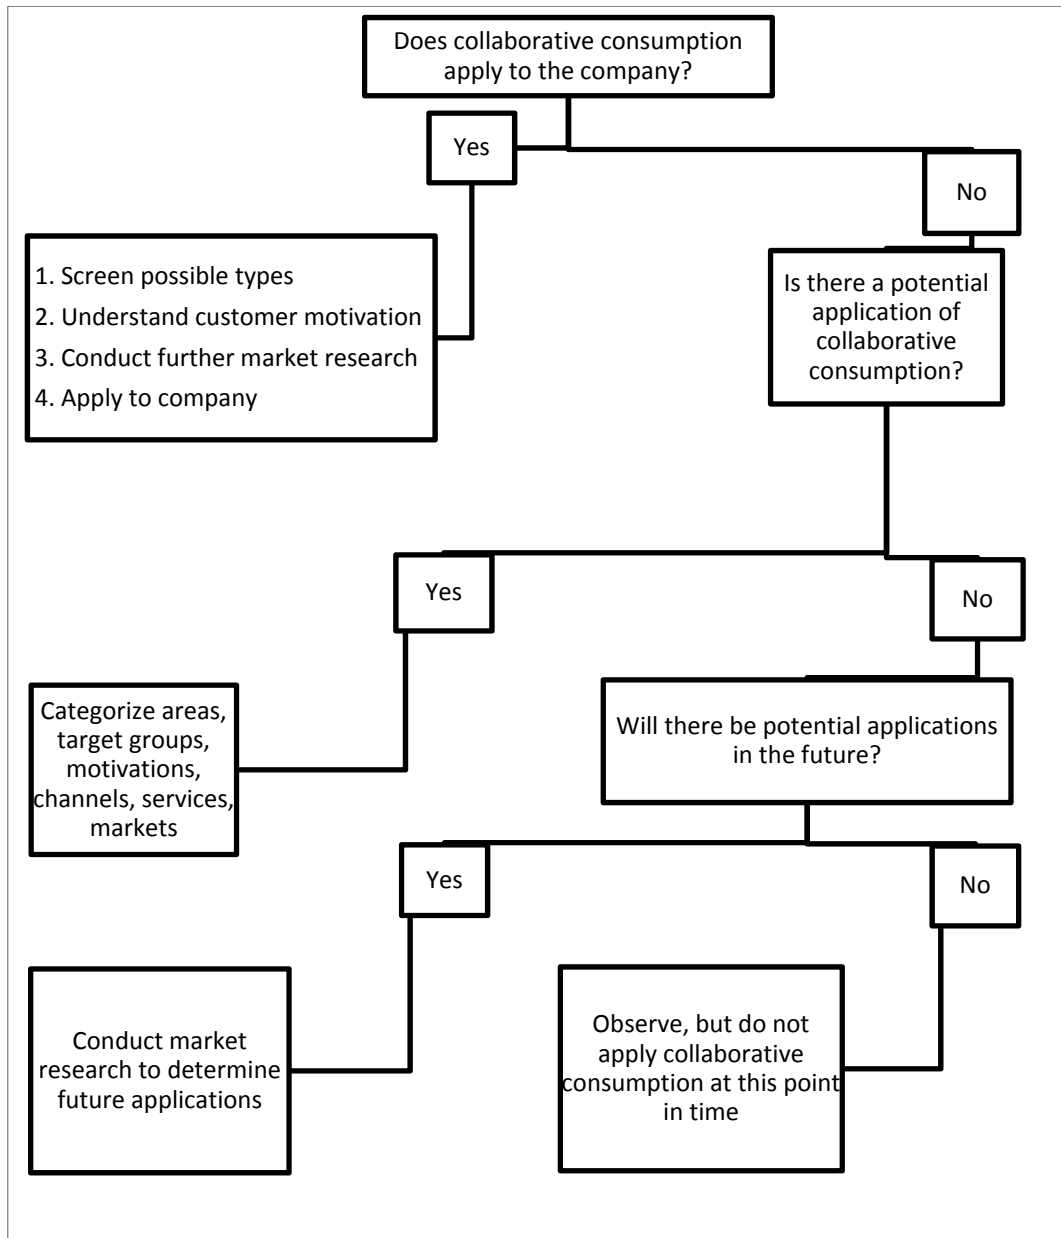 Does collaborative consumption
apply to the company?
Yes
No
1. Screen possible types
2. Understand customer motivation
3. Conduct further market research
4. Apply to company
Is there a potential
application of
collaborative
consumption?
Yes
No
Categorize areas,
target groups,
motivations,
channels, services,
markets
Will there be potential applications
in the future?
Yes
No
Conduct market
research to determine
future applications
Observe, but do not
apply collaborative
consumption at this point
in time